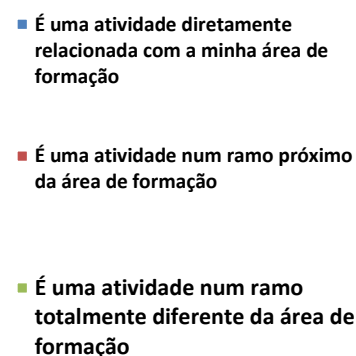 É uma atividade diretamente
relacionada com a minha área de
formação
É uma atividade num ramo próximo
da área de formação
É uma atividade num ramo
totalmente diferente da área de
formação